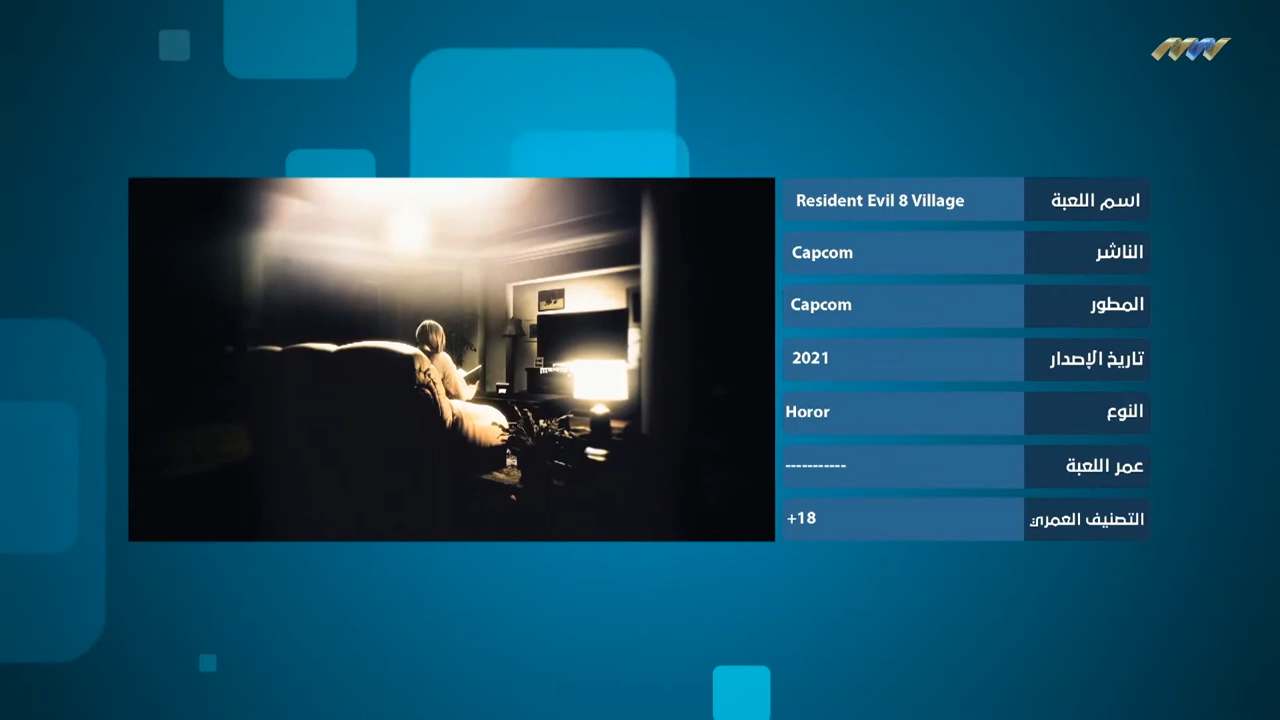 اسم اللعبة Resident Evil 8 Village
الناشر Capcom
المطور Capcom
تاريخ الإصدار 2021
النوع Horor
عمر اللعبة -----------
التصنيف العمري +18